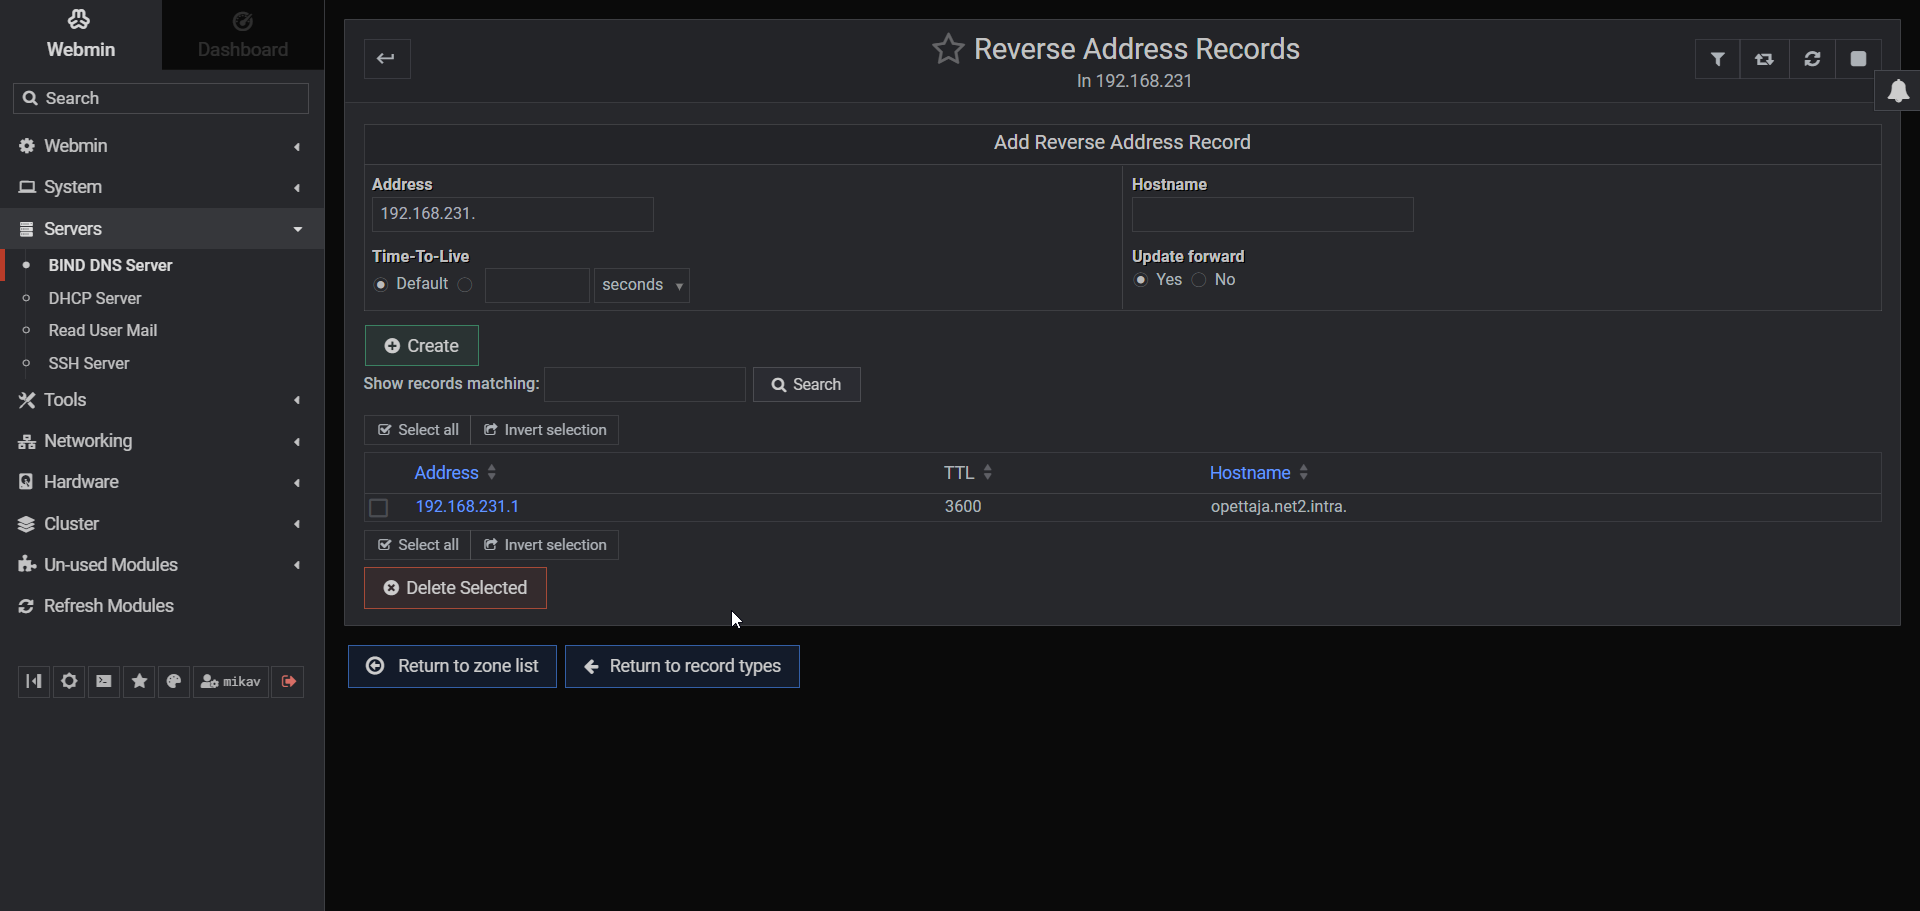 Webmin
Dashboard
Search
Webmin
System
Servers
BIND DNS Server
DHCP Server
Read User Mail
SSH Server
Tools
Networking
Hardware
Cluster
Un-used Modules
Refresh Modules
mikav
Reverse Address Records
In 192.168.231
Add Reverse Address Record
Address
192.168.231.
Hostname
Time-To-Live
Default seconds
Update forward
Yes No
Create
Show records matching: Search
Select all Invert selection
Address TTL Hostname
192.168.231.1 3600 opettaja.net2.intra.
Select all Invert selection
Delete Selected
Return to zone list Return to record types